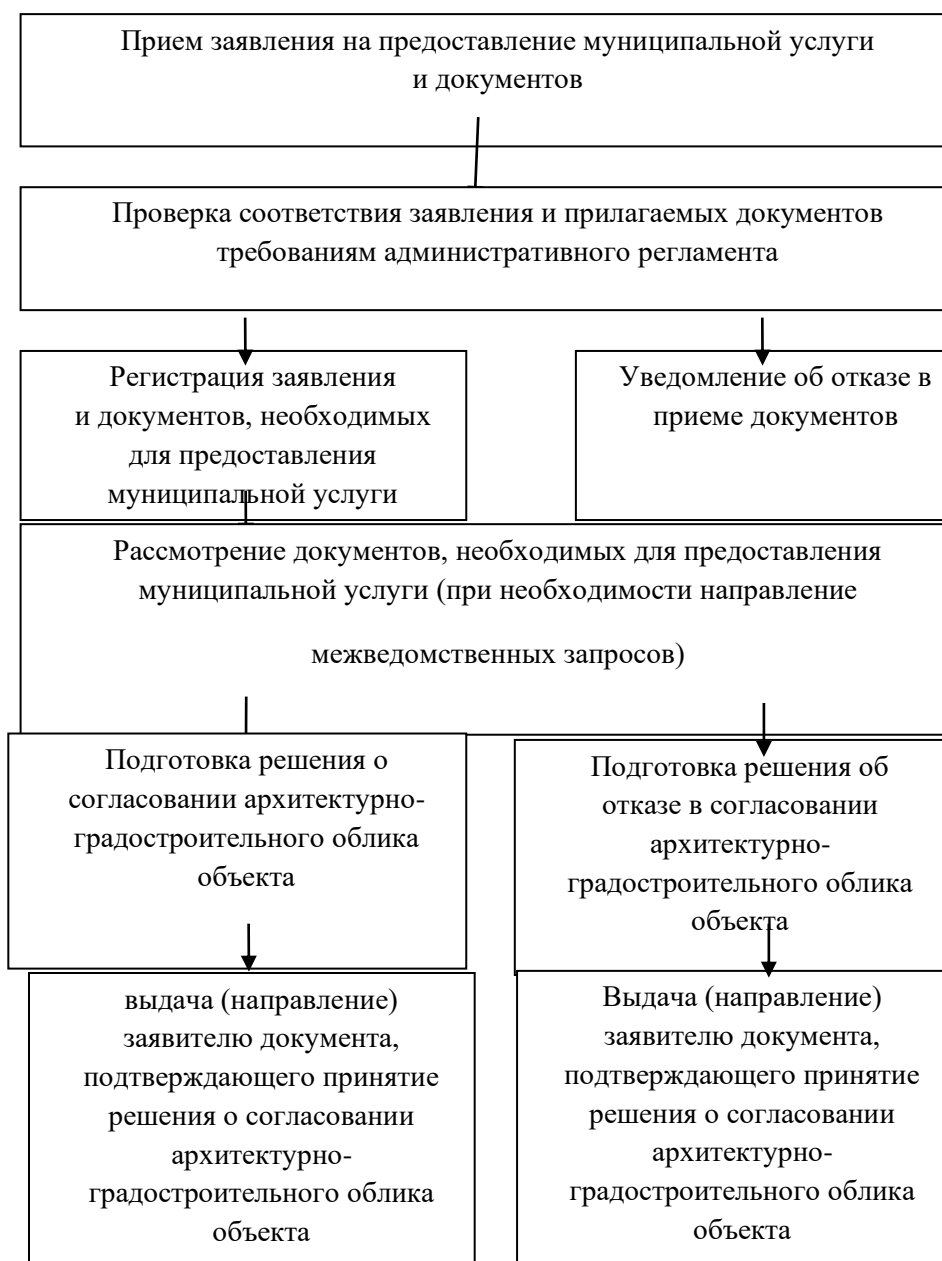 Прием заявления на предоставление муниципальной услуги
и документов
Проверка соответствия заявления и прилагаемых документов
требованиям административного регламента
Регистрация заявления
и документов, необходимых
для предоставления
муниципальной услуги
Уведомление об отказе в
приеме документов
Рассмотрение документов, необходимых для предоставления
муниципальной услуги (при необходимости направление
межведомственных запросов)
Подготовка решения о
согласовании архитектурно-
градостроительного облика
объекта
Подготовка решения об
отказе в согласовании
архитектурно-
градостроительного облика
объекта
выдача (направление)
заявителю документа,
подтверждающего принятие
решения о согласовании
архитектурно-
градостроительного облика
объекта
Выдача (направление)
заявителю документа,
подтверждающего принятие
решения о согласовании
архитектурно-
градостроительного облика
объекта